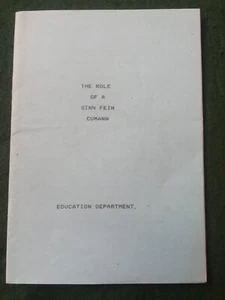 THE ROLE
OF A
SINN FEIN
CUMANN
EDUCATION DEPARTMENT.